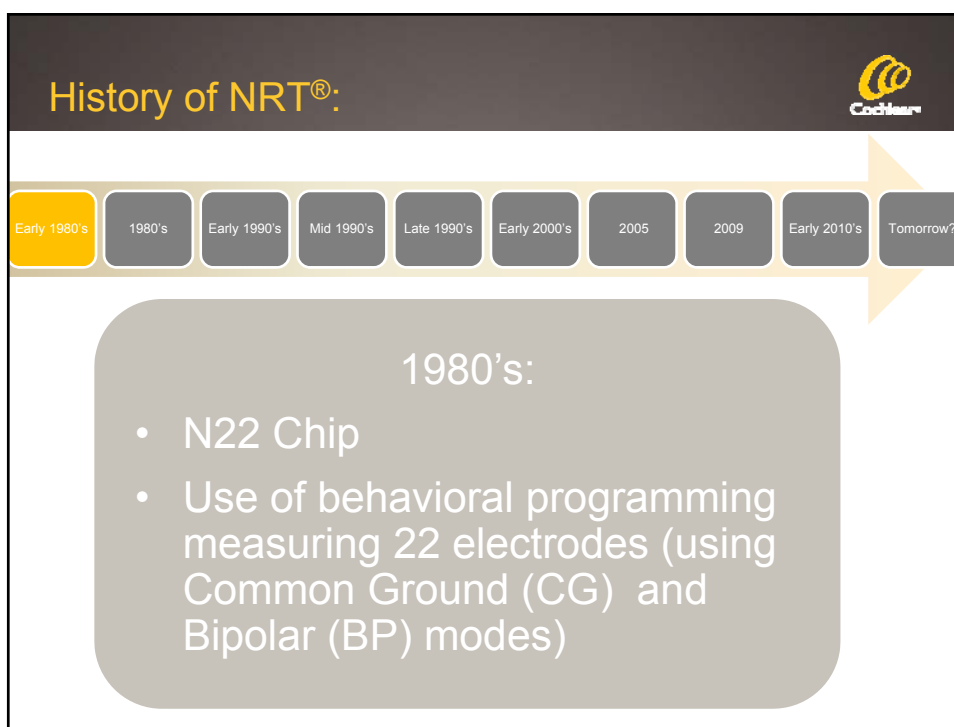 History of NRT®:
Cochlear™
Early 1980's
1980's
Early 1990's
Mid 1990's
Late 1990's
Early 2000's
2005
2009
Early 2010's
Tomorrow?
1980’s:
• N22 Chip
• Use of behavioral programming
measuring 22 electrodes (using
Common Ground (CG) and
Bipolar (BP) modes)